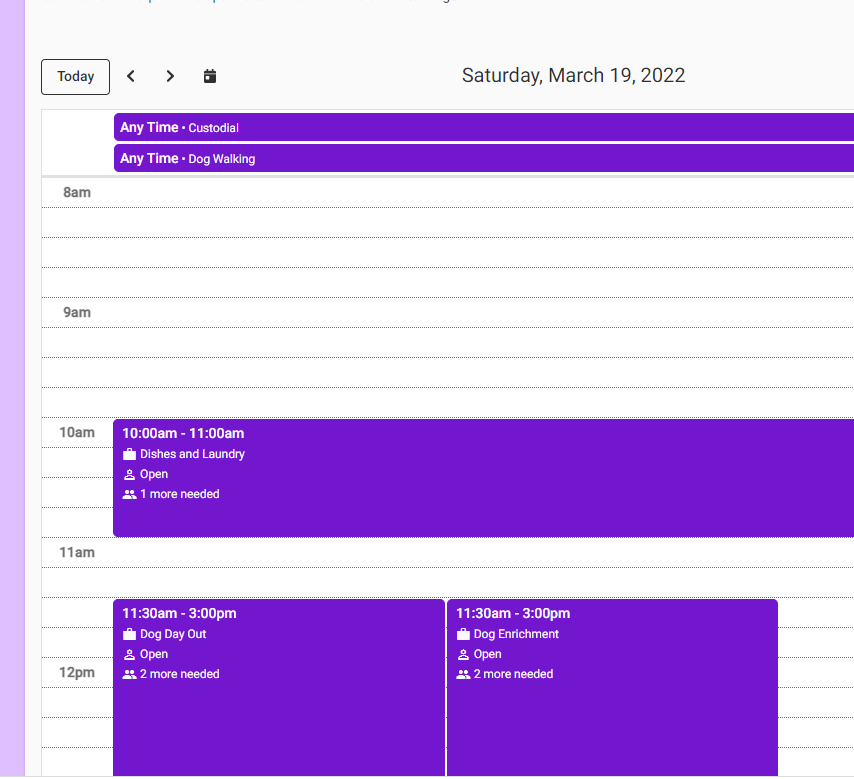 Today
Saturday, March 19, 2022
Any Time • Custodial
Any Time • Dog Walking
8am
9am
10am
10:00am - 11:00am
Dishes and Laundry
Open
1 more needed
11am
11:30am - 3:00pm
Dog Day Out
Open
2 more needed
11:30am - 3:00pm
Dog Enrichment
Open
2 more needed
12pm